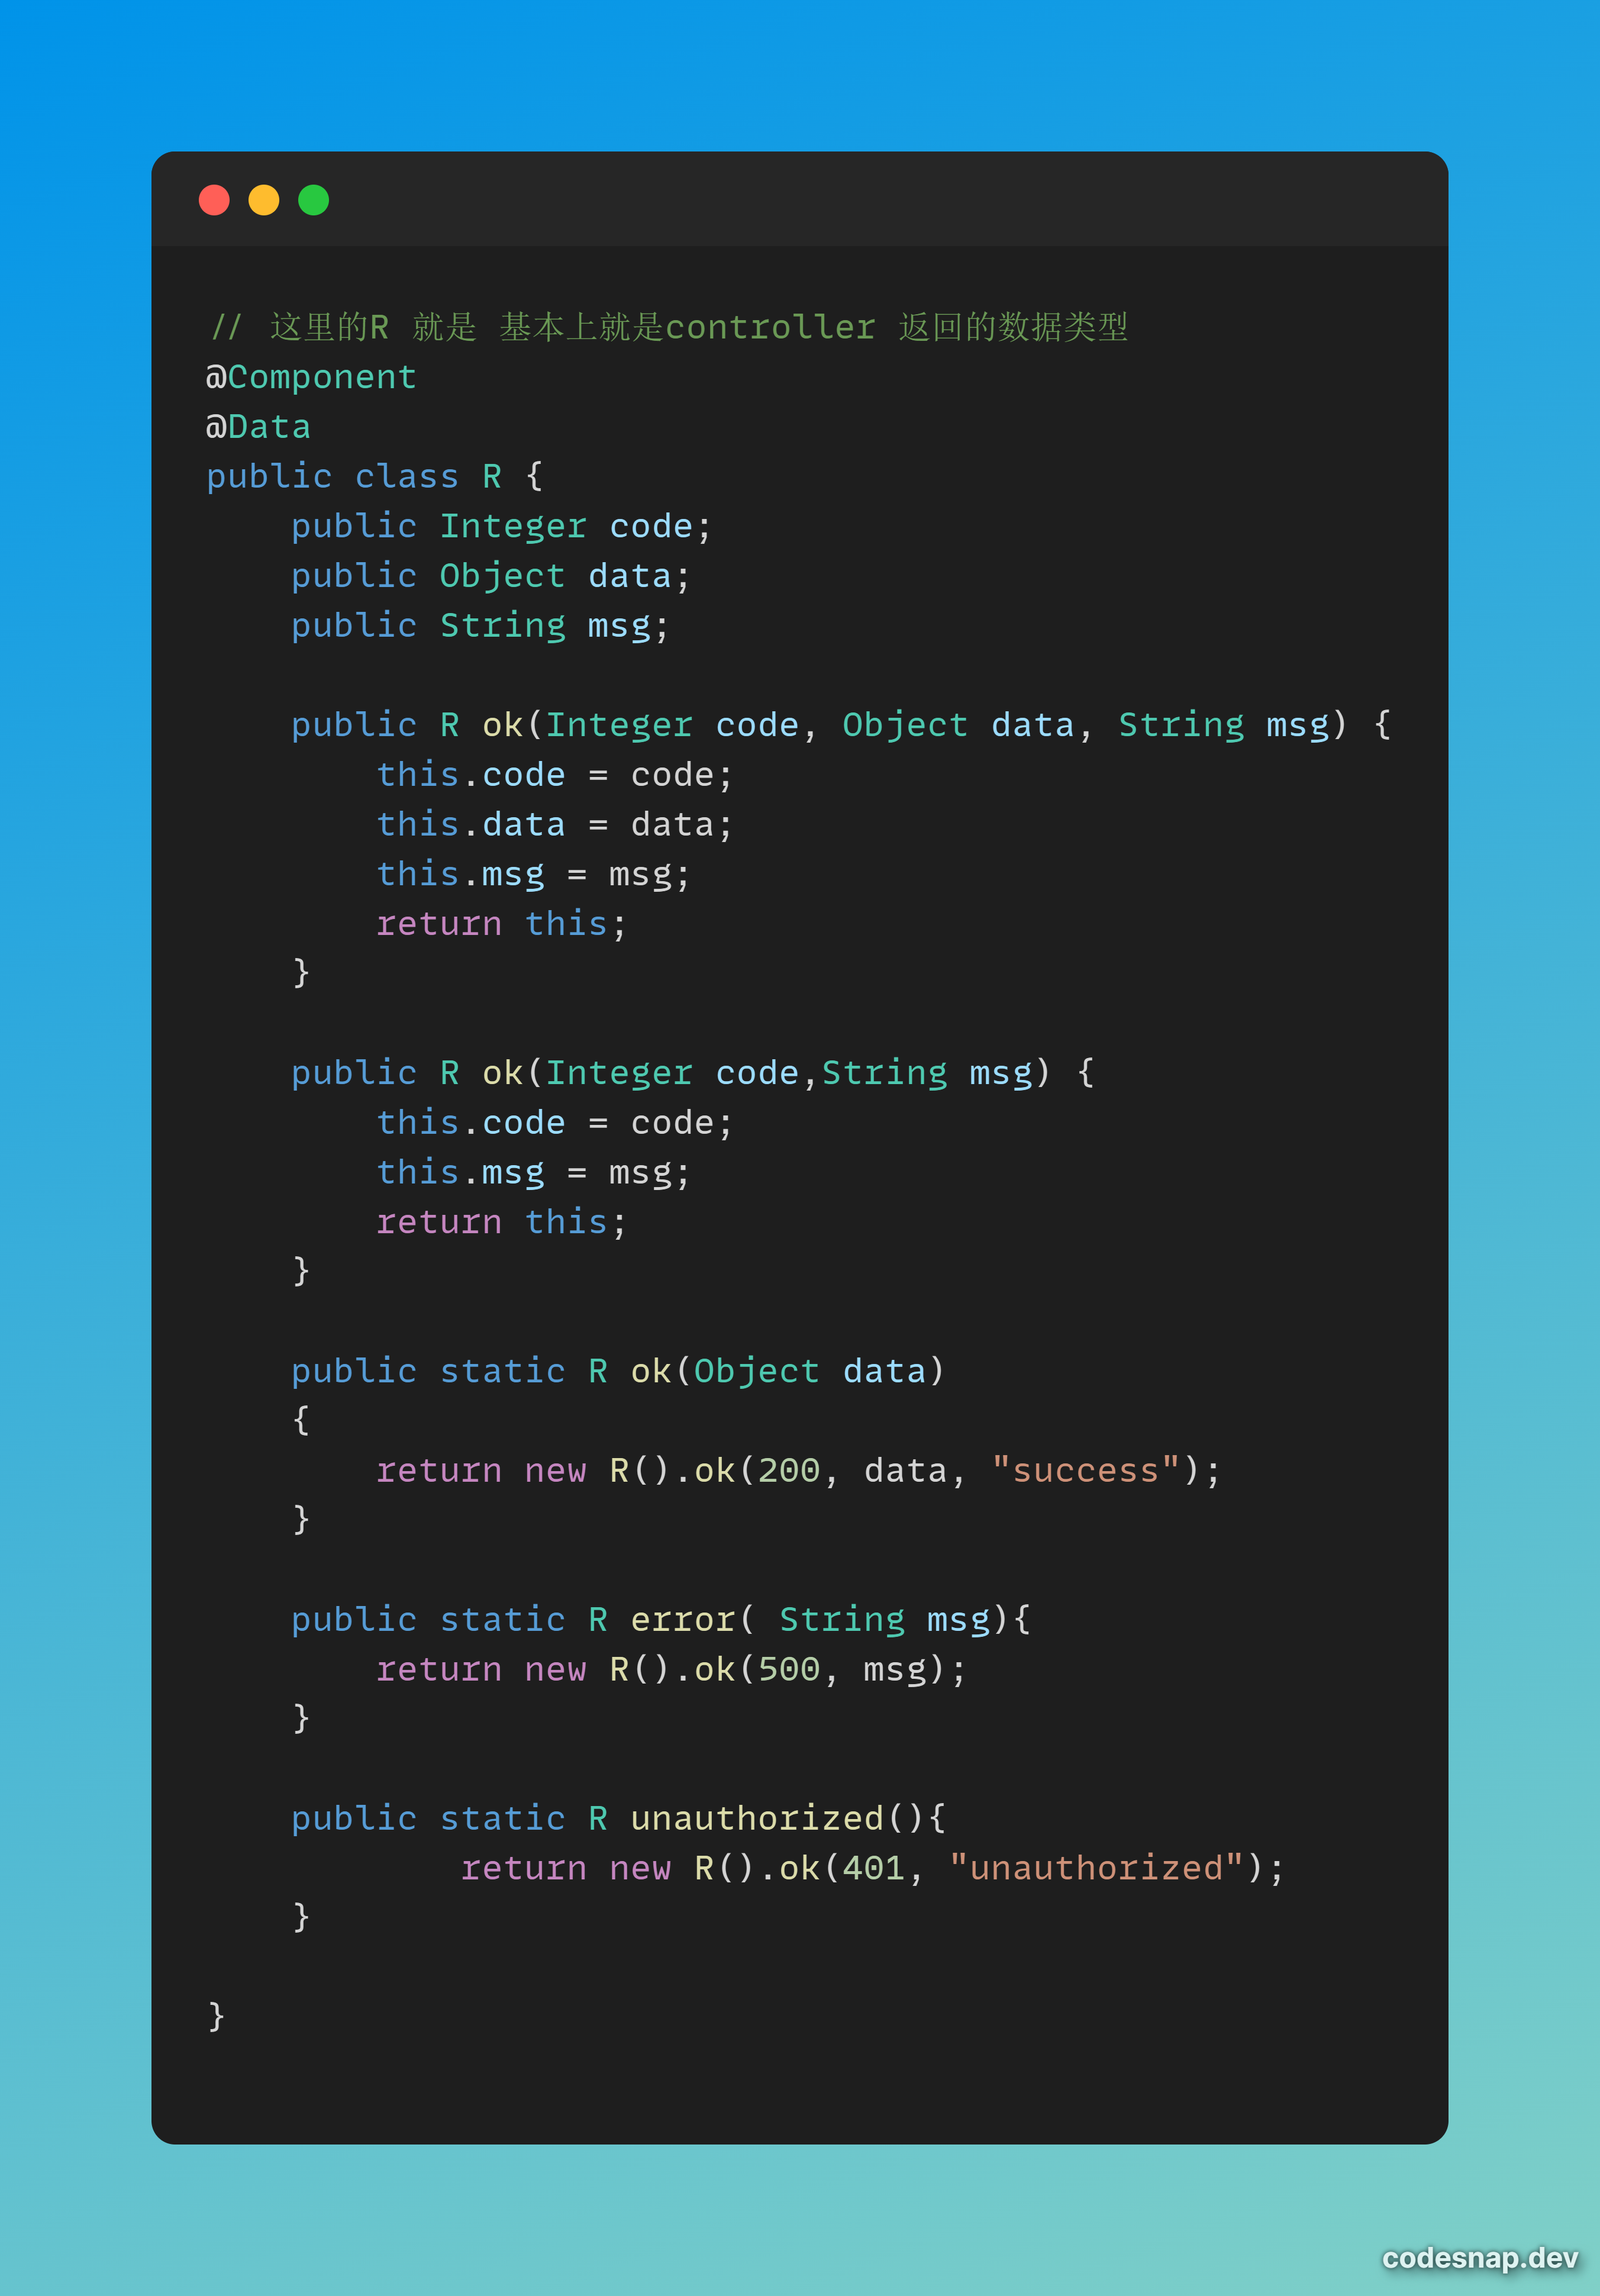 // 这里的R 就是 基本上就是controller 返回的数据类型
@Component
@Data
public class R {
    public Integer code;
    public Object data;
    public String msg;

    public R ok(Integer code, Object data, String msg) {
        this.code = code;
        this.data = data;
        this.msg = msg;
        return this;
    }

    public R ok(Integer code,String msg) {
        this.code = code;
        this.msg = msg;
        return this;
    }

    public static R ok(Object data)
    {
        return new R().ok(200, data, "success");
    }

    public static R error( String msg){
        return new R().ok(500, msg);
    }

    public static R unauthorized(){
            return new R().ok(401, "unauthorized");
    }

}
codesnap.dev